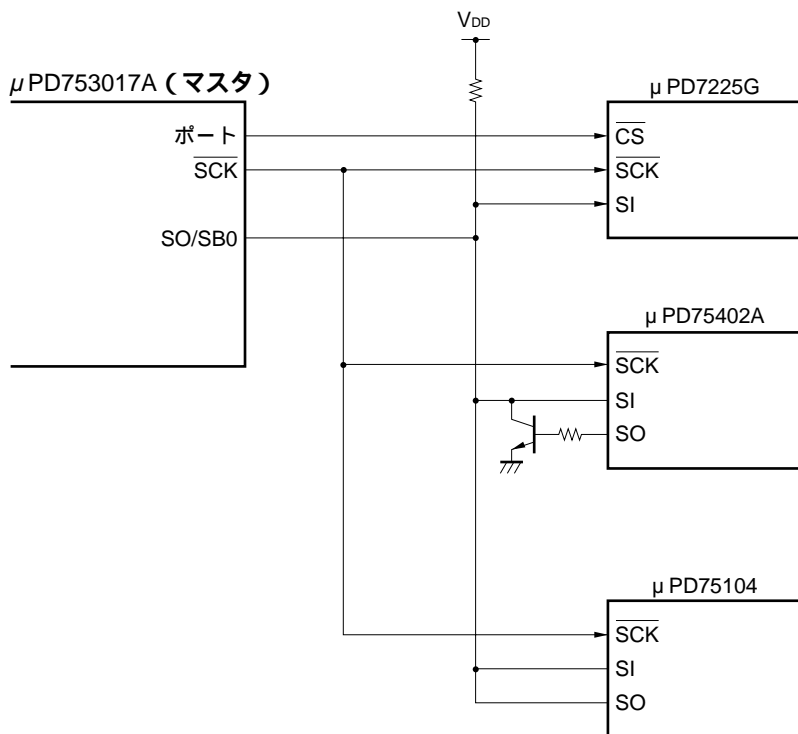 VDD
μPD753017A（マスタ）
ポート
SCK
SO/SB0
μPD7225G
CS
SCK
SI
μPD75402A
SCK
SI
SO
μPD75104
SCK
SI
SO